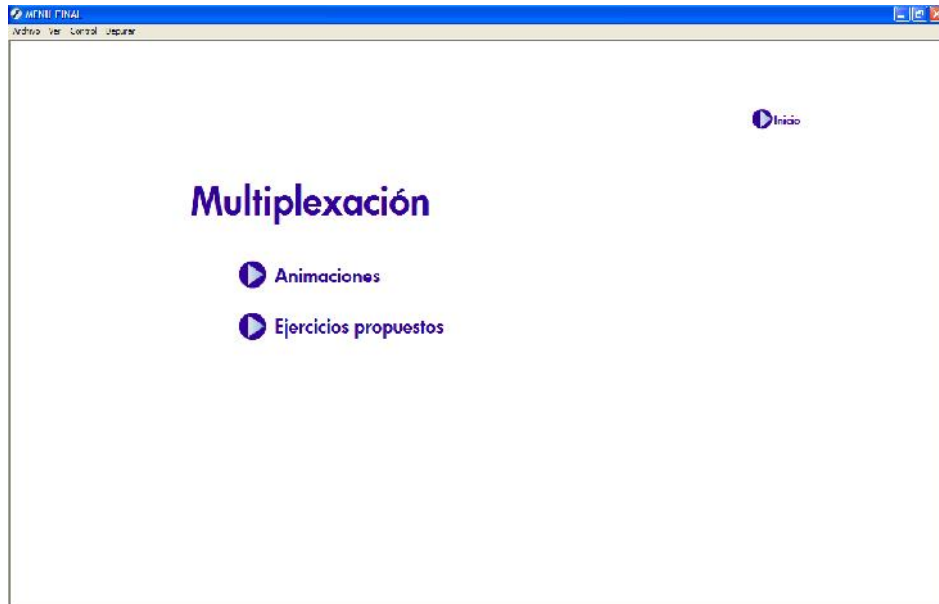 MENU FINAL
Archivo Ver Control Depurar
Inicio
Multiplexación
Animaciones
Ejercicios propuestos